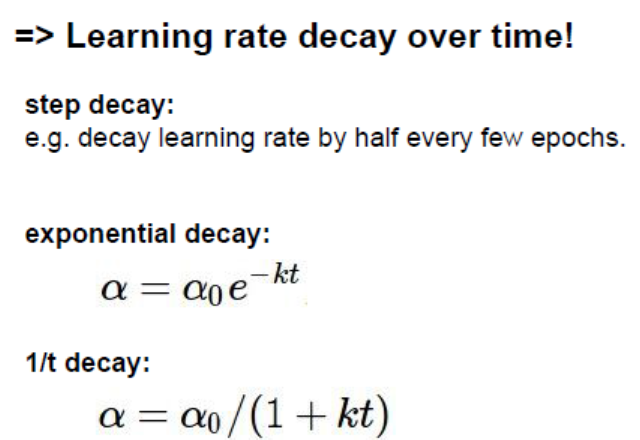 => Learning rate decay over time!
step decay:
e.g. decay learning rate by half every few epochs.
exponential decay:
α = α₀e^{−kt}
1/t decay:
α = α₀/(1 + kt)